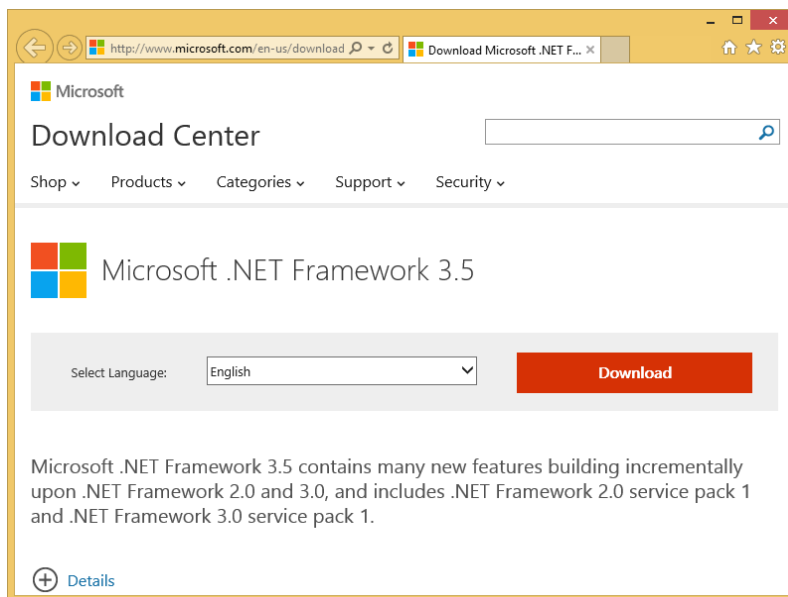 http://www.microsoft.com/en-us/download
Download Microsoft .NET F...
Microsoft
Download Center
Shop Products Categories Support Security
Microsoft .NET Framework 3.5
Select Language: English Download
Microsoft .NET Framework 3.5 contains many new features building incrementally
upon .NET Framework 2.0 and 3.0, and includes .NET Framework 2.0 service pack 1
and .NET Framework 3.0 service pack 1.
Details